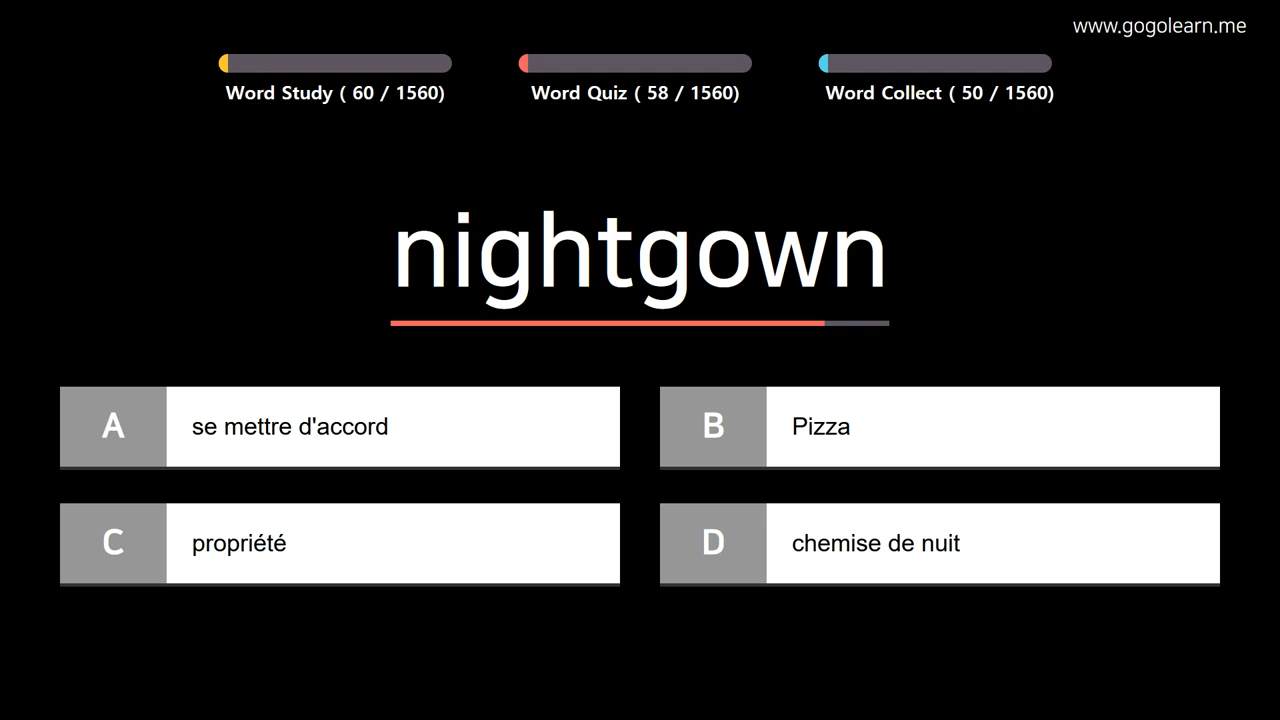 www.gogolearn.me
Word Study ( 60 / 1560)
Word Quiz ( 58 / 1560)
Word Collect ( 50 / 1560)
nightgown
A
se mettre d'accord
B
Pizza
C
propriété
D
chemise de nuit